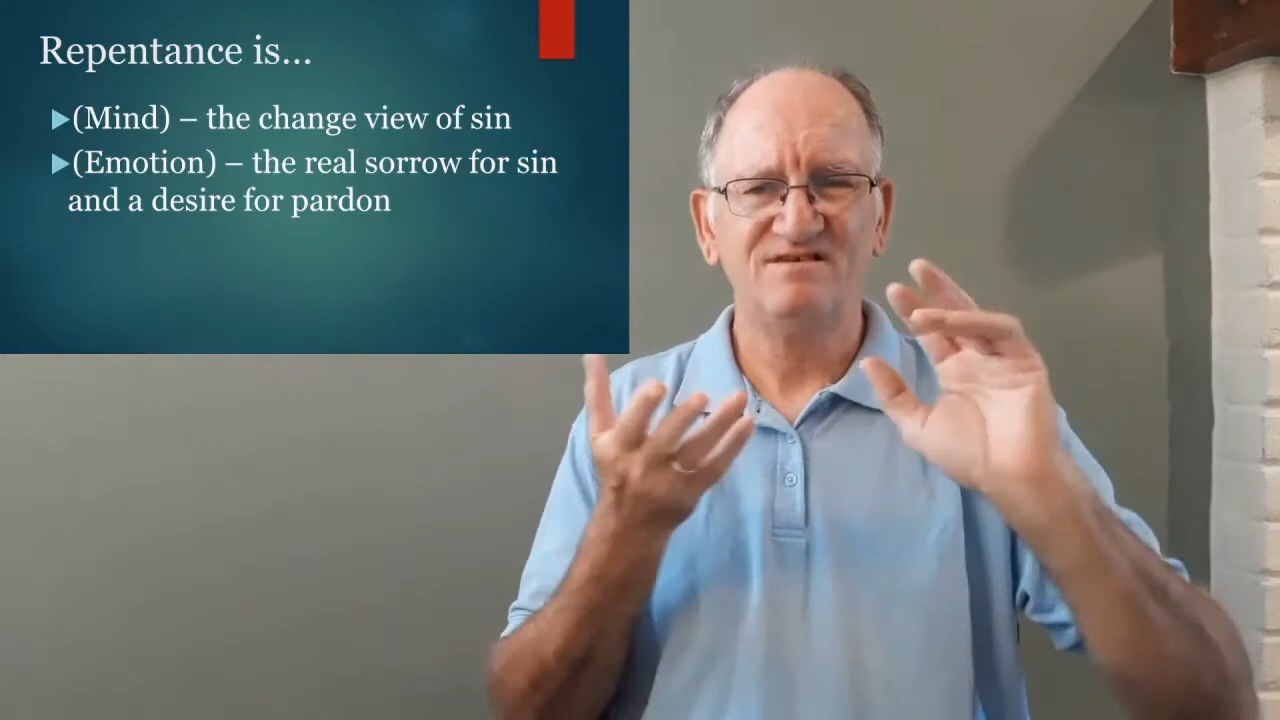 Repentance is...
(Mind) – the change view of sin
(Emotion) – the real sorrow for sin
and a desire for pardon